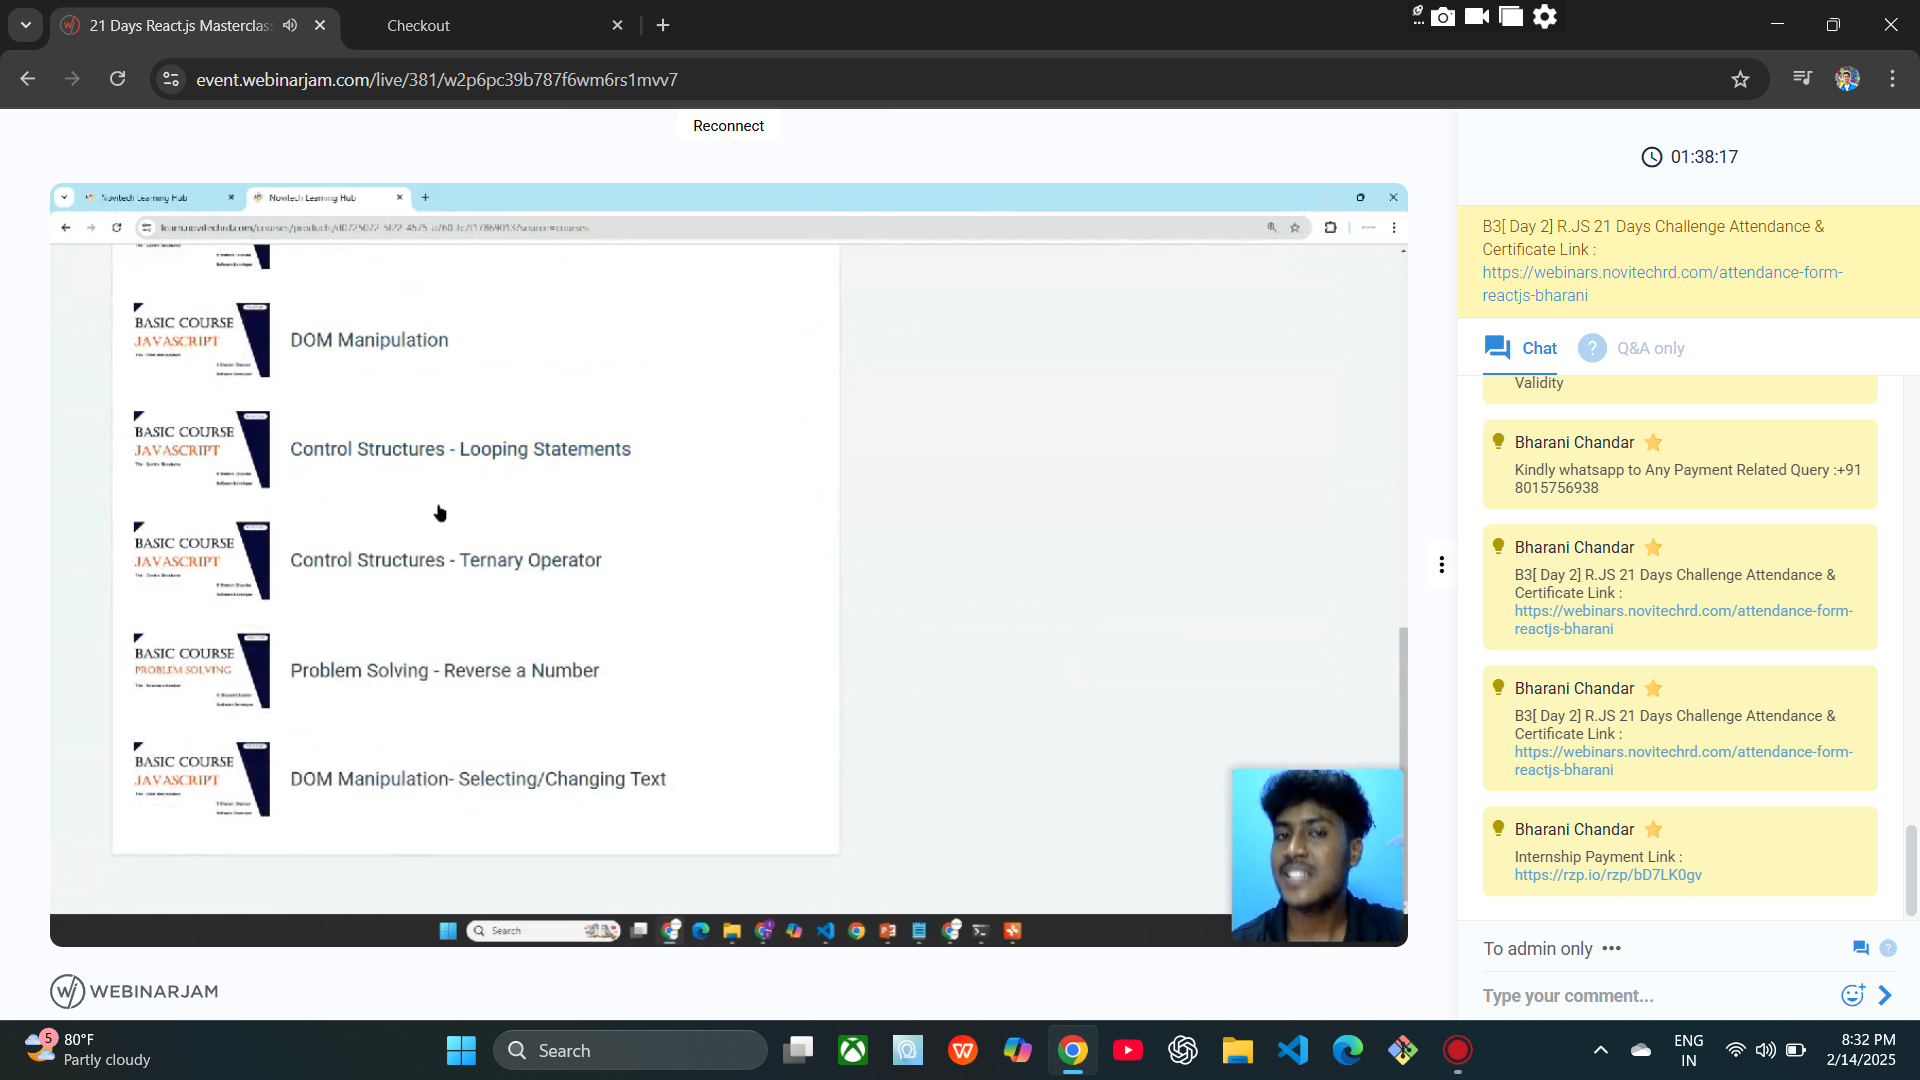 21 Days React.js Masterclass
Checkout
event.webinarjam.com/live/381/w2p6pc39b787f6wm6rs1mvv7
Reconnect
Novitech Learning Hub
Novitech Learning Hub
BASIC COURSE
JAVASCRIPT
DOM Manipulation
BASIC COURSE
JAVASCRIPT
Control Structures - Looping Statements
BASIC COURSE
JAVASCRIPT
Control Structures - Ternary Operator
BASIC COURSE
PROBLEM SOLVING
Problem Solving - Reverse a Number
BASIC COURSE
JAVASCRIPT
DOM Manipulation- Selecting/Changing Text
Search
WEBINARJAM
01:38:17
B3[ Day 2] R.JS 21 Days Challenge Attendance &
Certificate Link :
https://webinars.novitechrd.com/attendance-form-
reactjs-bharani
Chat
? Q&A only
Validity
Bharani Chandar
Kindly whatsapp to Any Payment Related Query :+91
8015756938
Bharani Chandar
B3[ Day 2] R.JS 21 Days Challenge Attendance &
Certificate Link :
https://webinars.novitechrd.com/attendance-form-
reactjs-bharani
Bharani Chandar
B3[ Day 2] R.JS 21 Days Challenge Attendance &
Certificate Link :
https://webinars.novitechrd.com/attendance-form-
reactjs-bharani
Bharani Chandar
Internship Payment Link :
https://rzp.io/rzp/bD7LK0gv
To admin only •••
Type your comment...
5
80°F
Partly cloudy
Search
ENG
IN
8:32 PM
2/14/2025